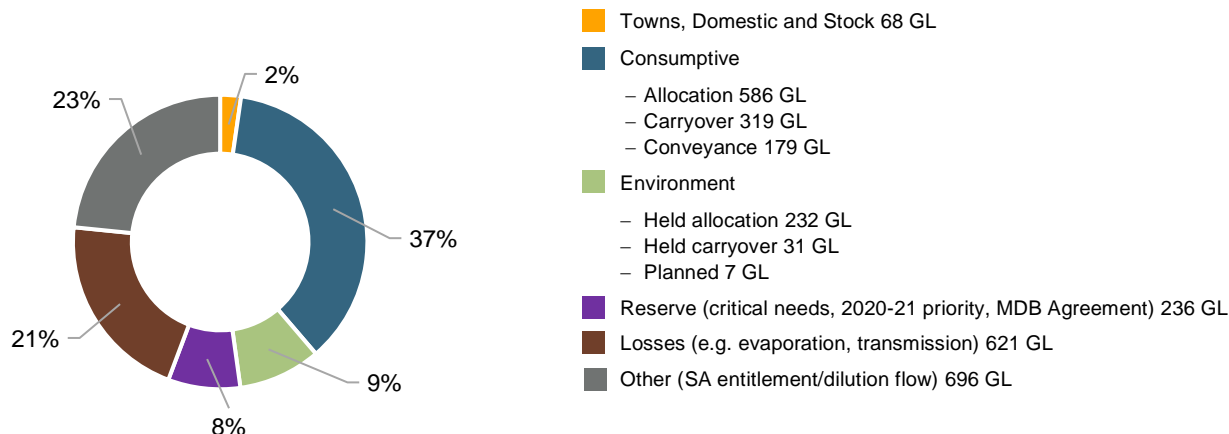 2%
23%
37%
21%
9%
8%
Towns, Domestic and Stock 68 GL
Consumptive
– Allocation 586 GL
– Carryover 319 GL
– Conveyance 179 GL
Environment
– Held allocation 232 GL
– Held carryover 31 GL
– Planned 7 GL
Reserve (critical needs, 2020-21 priority, MDB Agreement) 236 GL
Losses (e.g. evaporation, transmission) 621 GL
Other (SA entitlement/dilution flow) 696 GL